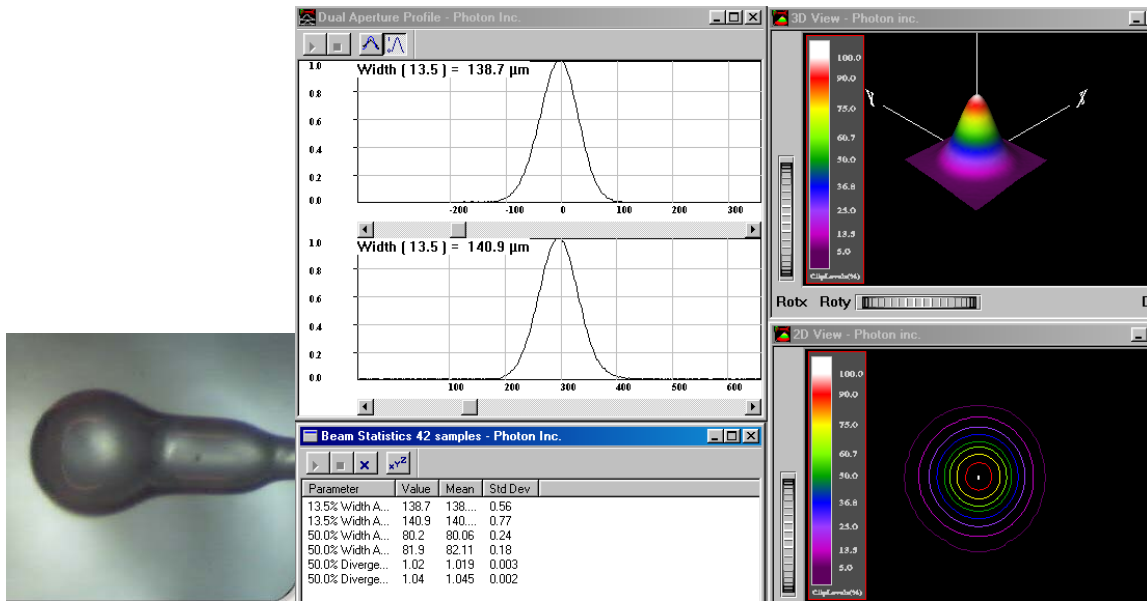 Dual Aperture Profile - Photon Inc.
Width ( 13.5 ) = 138.7 µm
1.0
0.8
0.6
0.4
0.2
0.0
-200 -100 0 100 200 300
Width ( 13.5 ) = 140.9 µm
1.0
0.8
0.6
0.4
0.2
0.0
100 200 300 400 500 600
Beam Statistics 42 samples - Photon Inc.
Parameter Value Mean Std Dev
13.5% Width A... 138.7 138.... 0.56
13.5% Width A... 140.9 140.... 0.77
50.0% Width A... 80.2 80.06 0.24
50.0% Width A... 81.9 82.11 0.18
50.0% Diverge... 1.02 1.019 0.003
50.0% Diverge... 1.04 1.045 0.002
3D View - Photon inc.
100.0
90.0
75.0
60.7
50.0
36.8
25.0
13.5
5.0
ClipLevels(%)
Y X
Rotx Roty D
2D View - Photon inc.
100.0
90.0
75.0
60.7
50.0
36.8
25.0
13.5
5.0
ClipLevels(%)